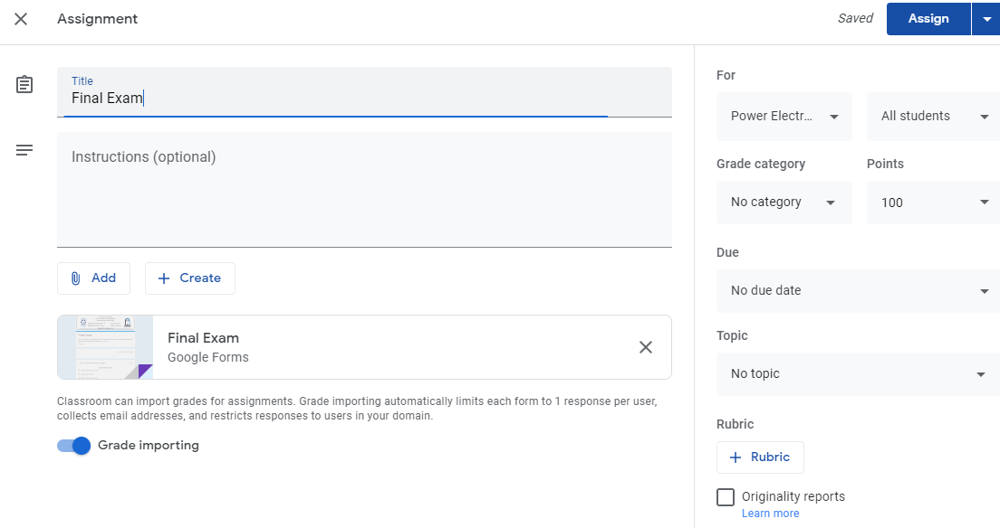 Assignment
Saved
Assign
Title
Final Exam
Instructions (optional)
Add
Create
Final Exam
Google Forms
Classroom can import grades for assignments. Grade importing automatically limits each form to 1 response per user,
collects email addresses, and restricts responses to users in your domain.
Grade importing
For
Power Electr...
All students
Grade category
Points
No category
100
Due
No due date
Topic
No topic
Rubric
Rubric
Originality reports
Learn more